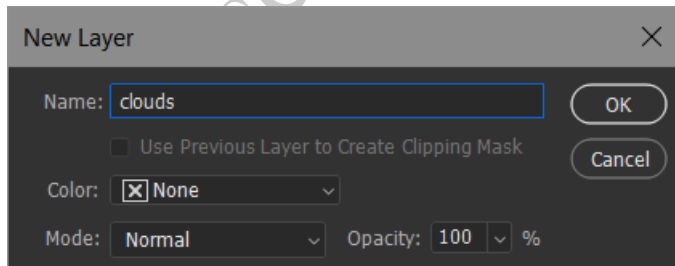 New Layer
Name: clouds OK
Use Previous Layer to Create Clipping Mask
Cancel
Color: None
Mode: Normal Opacity: 100 %